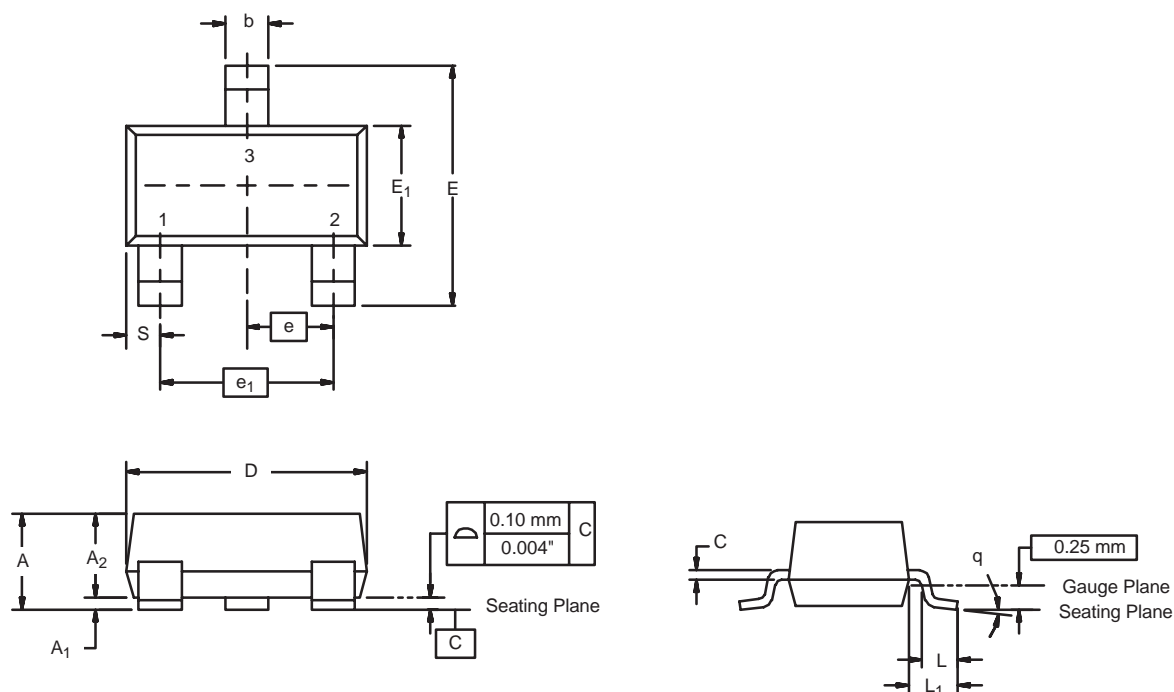 b
3
E₁
E
1
2
S
e
e₁
D
0.10 mm
C
0.004"
A
A₂
Seating Plane
A₁
C
C
q
0.25 mm
Gauge Plane
Seating Plane
L
L₁